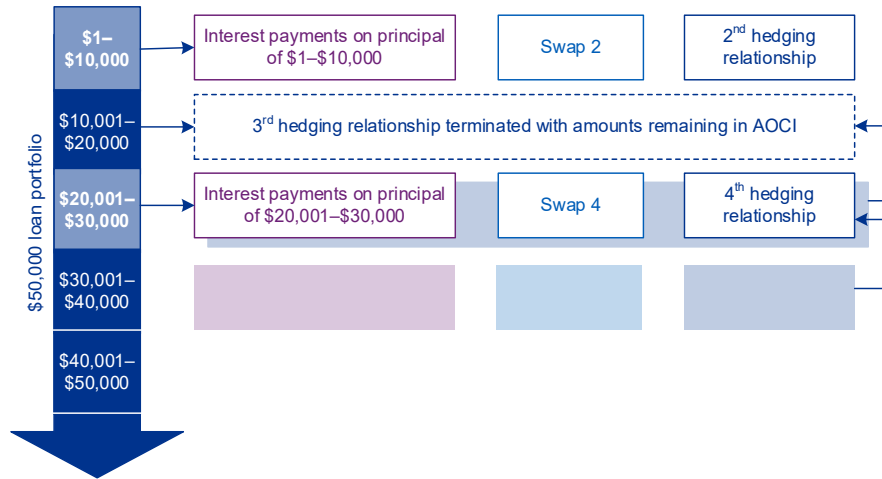 $50,000 loan portfolio
$1–
$10,000
Interest payments on principal
of $1–$10,000
Swap 2
2nd hedging
relationship
$10,001–
$20,000
3rd hedging relationship terminated with amounts remaining in AOCI
$20,001–
$30,000
Interest payments on principal
of $20,001–$30,000
Swap 4
4th hedging
relationship
$30,001–
$40,000
$40,001–
$50,000